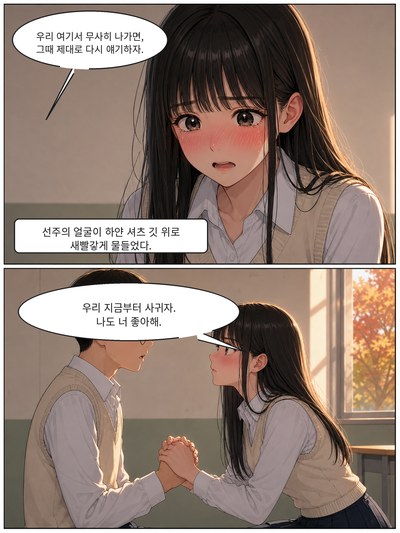 우리 여기서 무사히 나가면,
그때 제대로 다시 얘기하자.
선주의 얼굴이 하얀 셔츠 깃 위로
새빨갛게 물들었다.
우리 지금부터 사귀자.
나도 너 좋아해.